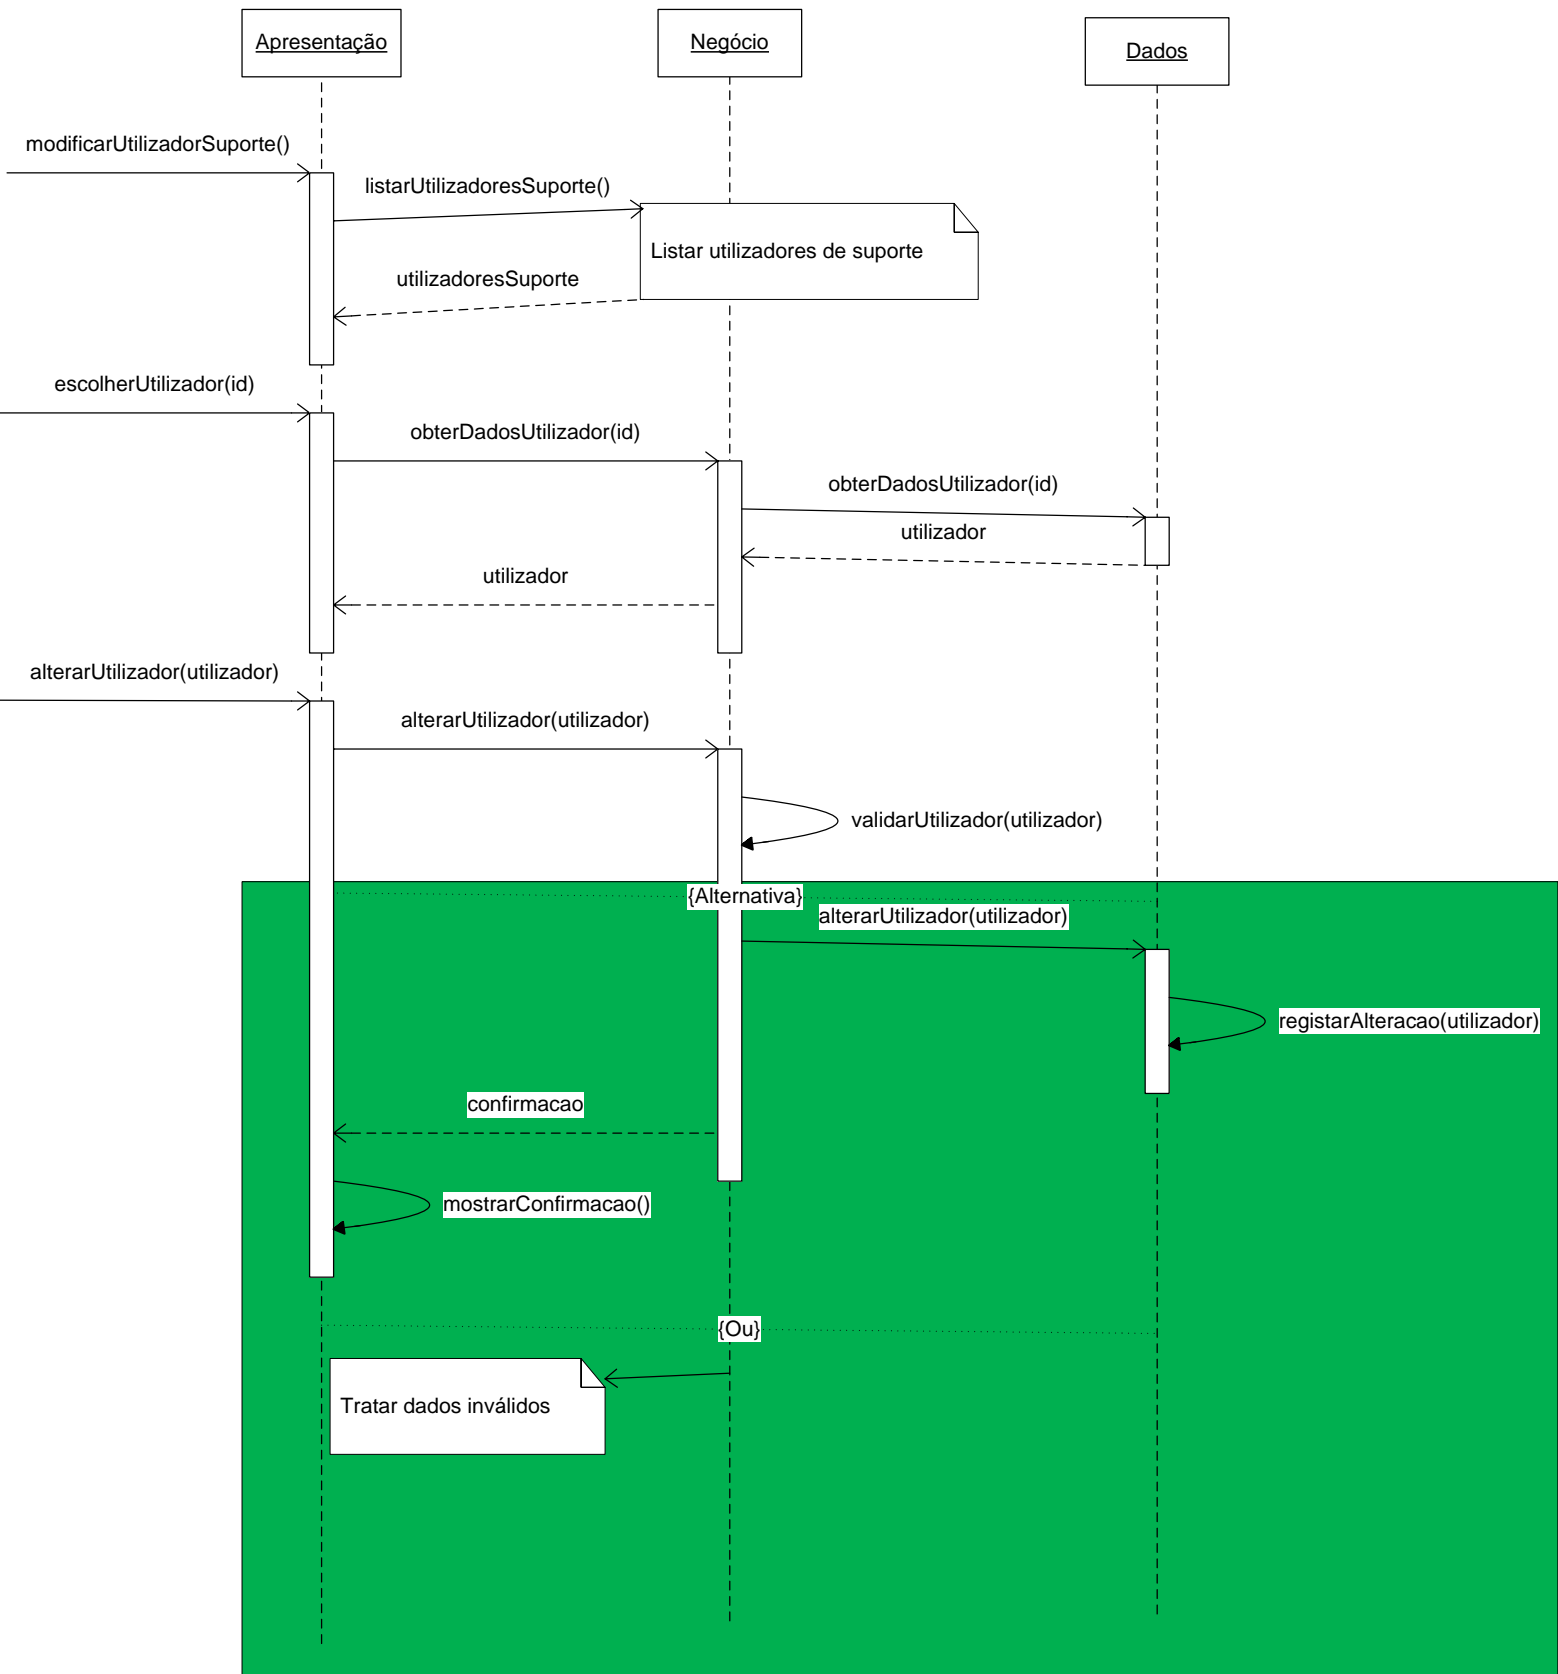 Apresentação
Negócio
Dados
modificarUtilizadorSuporte()
listarUtilizadoresSuporte()
Listar utilizadores de suporte
utilizadoresSuporte
escolherUtilizador(id)
obterDadosUtilizador(id)
obterDadosUtilizador(id)
utilizador
utilizador
alterarUtilizador(utilizador)
alterarUtilizador(utilizador)
validarUtilizador(utilizador)
{Alternativa}
alterarUtilizador(utilizador)
registarAlteracao(utilizador)
confirmacao
mostrarConfirmacao()
{Ou}
Tratar dados inválidos